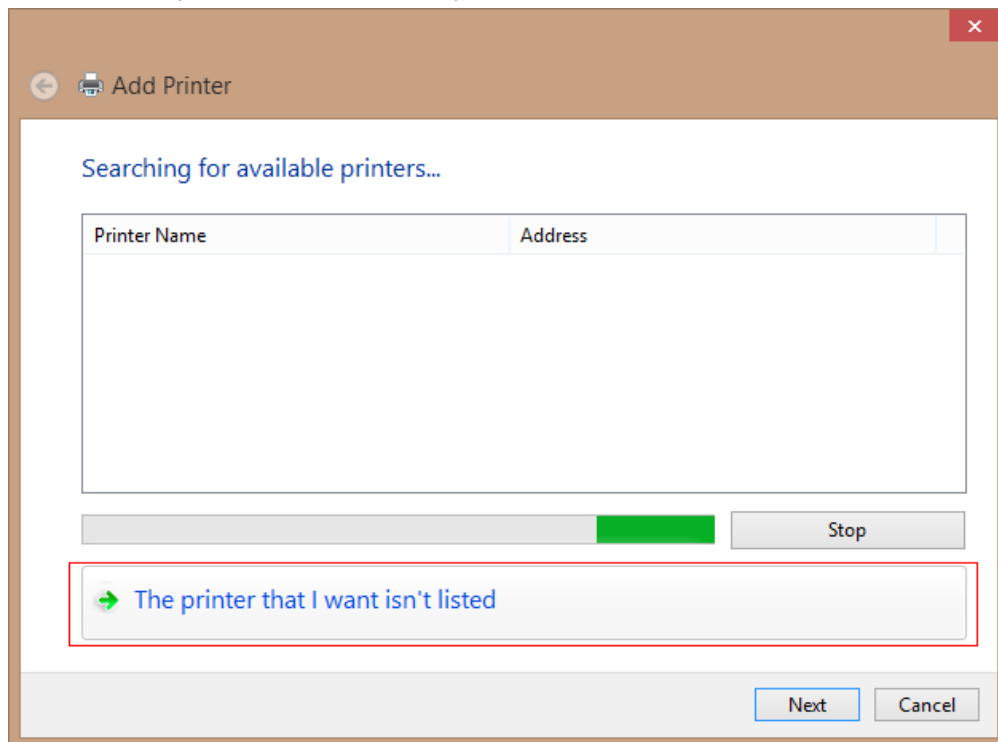 Add Printer
Searching for available printers...
Printer Name Address
Stop
The printer that I want isn't listed
Next Cancel